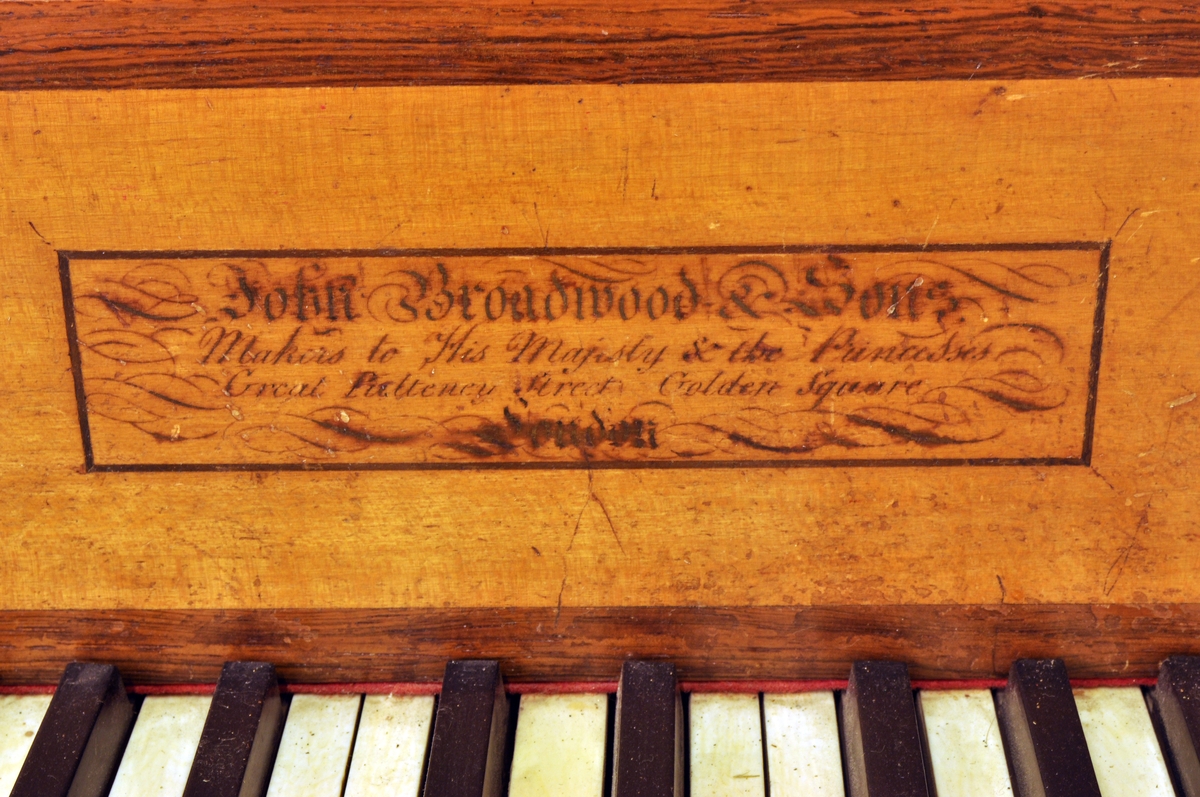 John Broadwood & Sons
Makers to His Majesty & the Princesses
Great Pulteney Street Golden Square
London